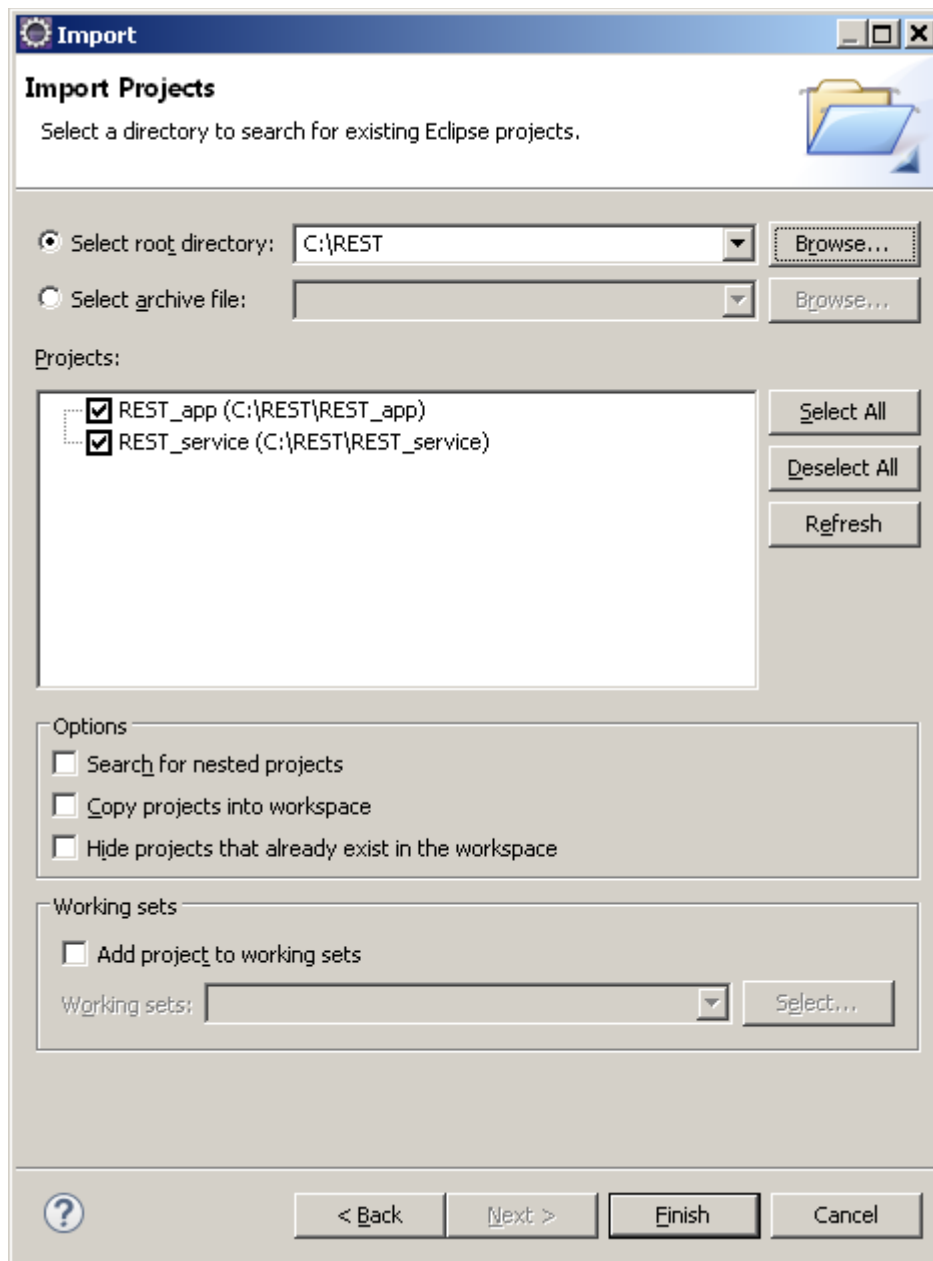 Import
Import Projects
Select a directory to search for existing Eclipse projects.
Select root directory: C:\REST Browse...
Select archive file: Browse...
Projects:
REST_app (C:\REST\REST_app) Select All
REST_service (C:\REST\REST_service)
Deselect All
Refresh
Options
Search for nested projects
Copy projects into workspace
Hide projects that already exist in the workspace
Working sets
Add project to working sets
Working sets: Select...
? < Back Next > Finish Cancel